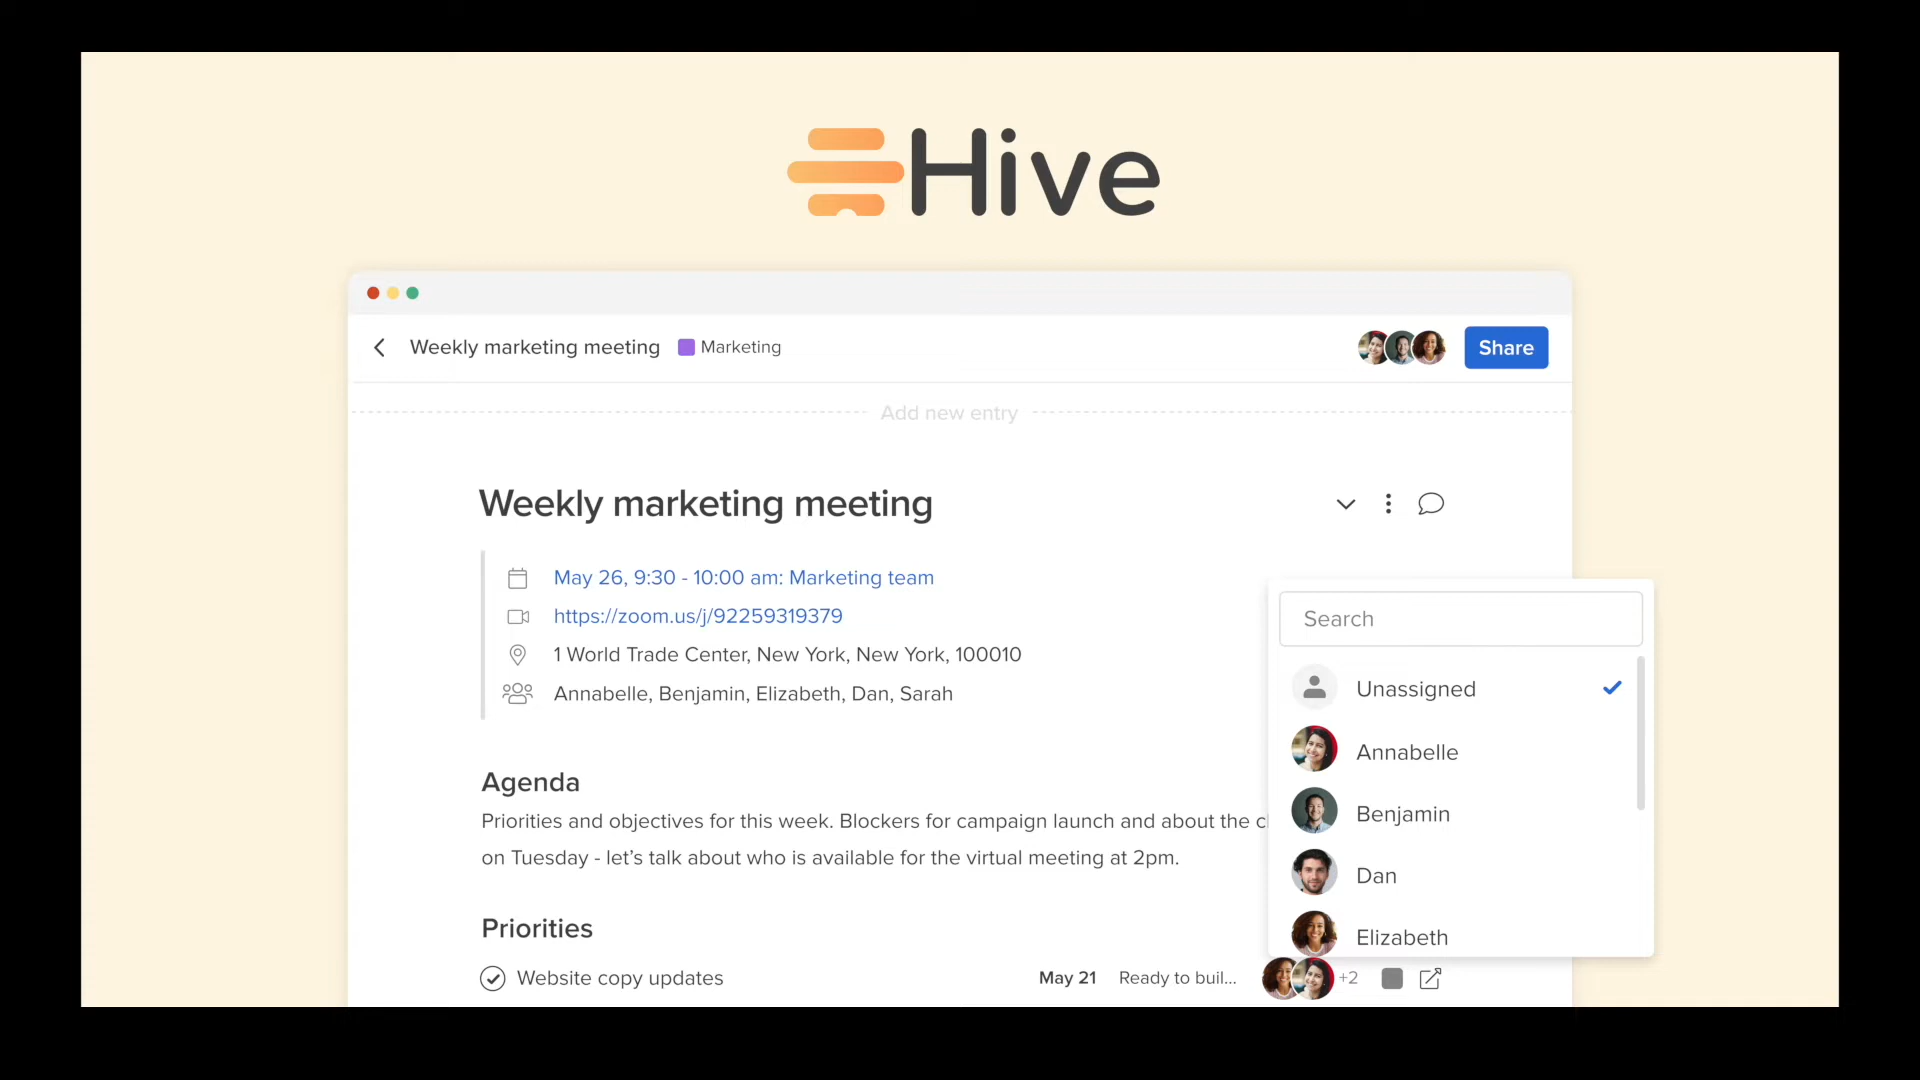 Hive
Weekly marketing meeting Marketing
Share
Add new entry
Weekly marketing meeting
May 26, 9:30 - 10:00 am: Marketing team
https://zoom.us/j/92259319379
1 World Trade Center, New York, New York, 100010
Annabelle, Benjamin, Elizabeth, Dan, Sarah
Agenda
Priorities and objectives for this week. Blockers for campaign launch and about the c
on Tuesday - let’s talk about who is available for the virtual meeting at 2pm.
Priorities
Website copy updates May 21 Ready to buil... +2
Search
Unassigned
Annabelle
Benjamin
Dan
Elizabeth